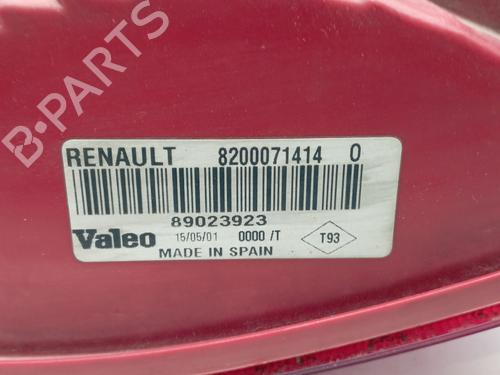 B-PARTS
RENAULT 8200071414 0
89023923
Valeo 15/05/01 0000 /T T93
MADE IN SPAIN